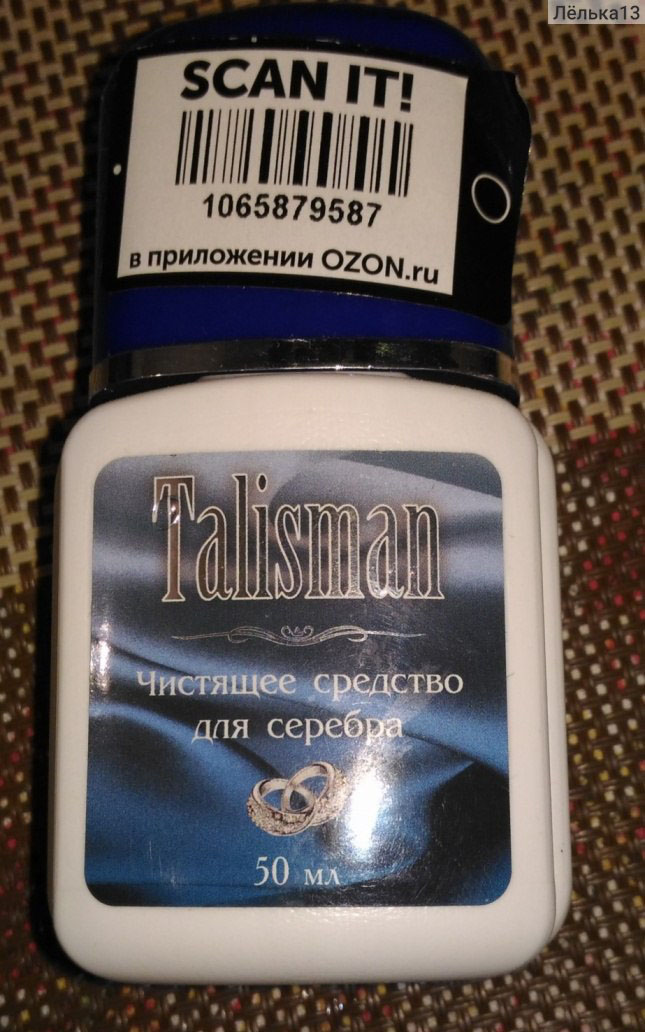 Лёлька13
SCAN IT!
1065879587
в приложении OZON.ru
Talisman
Чистящее средство
для серебра
50 мл